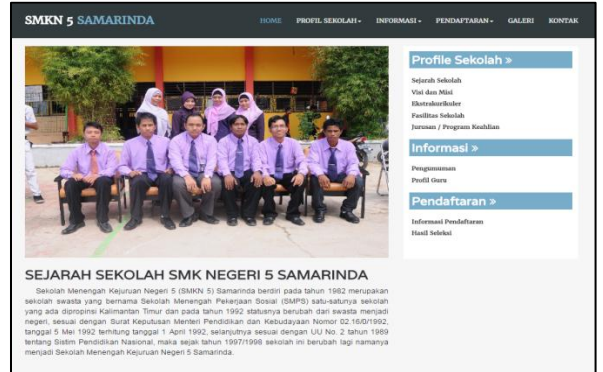 SMKN 5 SAMARINDA
HOME PROFIL SEKOLAH INFORMASI PENDAFTARAN GALERI KONTAK
Profile Sekolah »
Sejarah Sekolah
Visi dan Misi
Ekstrakurikuler
Fasilitas Sekolah
Jurusan / Program Keahlian
Informasi »
Pengumuman
Profil Guru
Pendaftaran »
Informasi Pendaftaran
Hasil Seleksi
SEJARAH SEKOLAH SMK NEGERI 5 SAMARINDA
Sekolah Menengah Kejuruan Negeri 5 (SMKN 5) Samarinda berdiri pada tahun 1982 merupakan
sekolah swasta yang bernama Sekolah Menengah Pekerjaan Sosial (SMPS) satu-satunya sekolah
yang ada dipropinsi Kalimantan Timur dan pada tahun 1992 statusnya berubah dari swasta menjadi
negeri, sesuai dengan Surat Keputusan Menteri Pendidikan dan Kebudayaan Nomor 02.16/0/1992,
tanggal 5 Mei 1992 terhitung tanggal 1 April 1992, selanjutnya sesuai dengan UU No. 2 tahun 1989
tentang Sistim Pendidikan Nasional, maka sejak tahun 1997/1998 sekolah ini berubah lagi namanya
menjadi Sekolah Menengah Kejuruan Negeri 5 Samarinda.